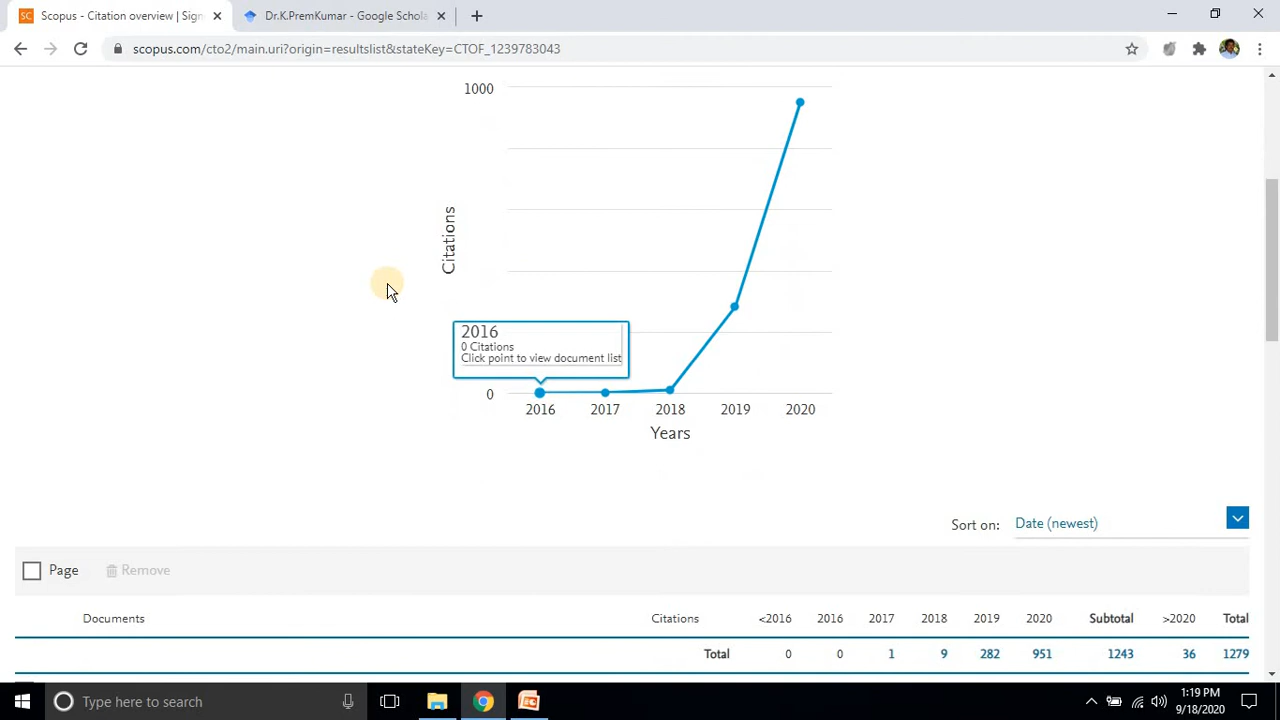 Scopus - Citation overview | Sign
Dr.K.PremKumar - Google Schola
scopus.com/cto2/main.uri?origin=resultslist&stateKey=CTOF_1239783043
1000
Citations
2016
0 Citations
Click point to view document list
0
2016 2017 2018 2019 2020
Years
Sort on: Date (newest)
Page Remove
Documents Citations <2016 2016 2017 2018 2019 2020 Subtotal >2020 Total
Total 0 0 1 9 282 951 1243 36 1279
Type here to search
1:19 PM
9/18/2020